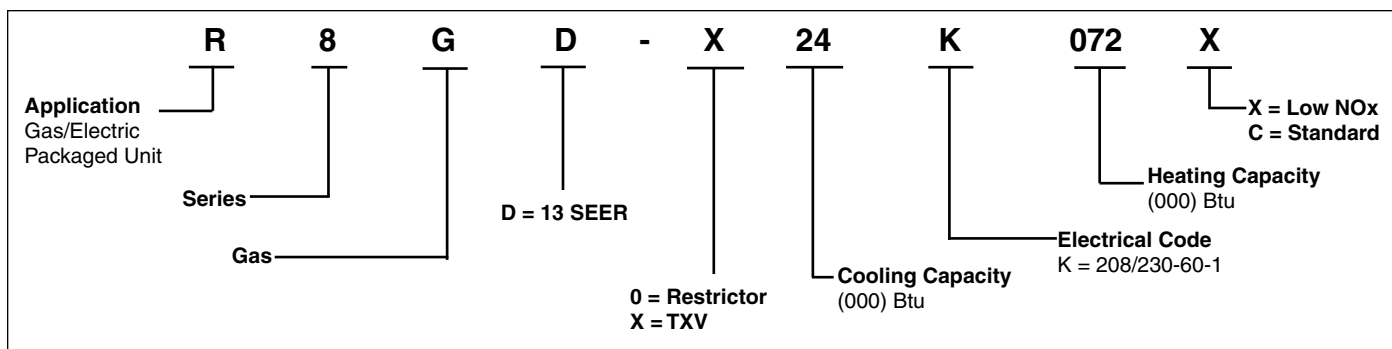 R 8 G D - X 24 K 072 X
Application
Gas/Electric
Packaged Unit
X = Low NOx
C = Standard
Heating Capacity
(000) Btu
Series
D = 13 SEER
Electrical Code
K = 208/230-60-1
Gas
Cooling Capacity
(000) Btu
0 = Restrictor
X = TXV